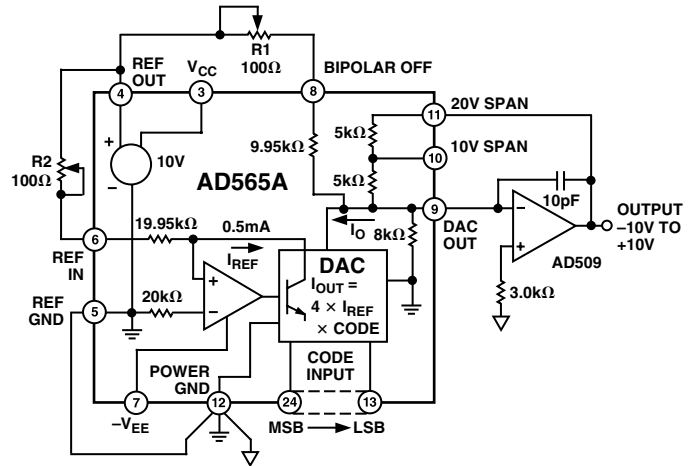 R1
100Ω
REF
OUT
VCC
BIPOLAR OFF
4
3
8
20V SPAN
11
5kΩ
9.95kΩ
10V SPAN
10
R2
100Ω
+
10V
–
AD565A
5kΩ
10pF
9
DAC
OUT
OUTPUT
–10V TO
+10V
–
+
AD509
19.95kΩ
0.5mA
IO
8kΩ
6
REF
IN
IREF
DAC
IOUT =
4 × IREF
× CODE
3.0kΩ
REF
GND
5
20kΩ
+
–
POWER
GND
CODE
INPUT
7
12
24
13
–VEE
MSB
LSB